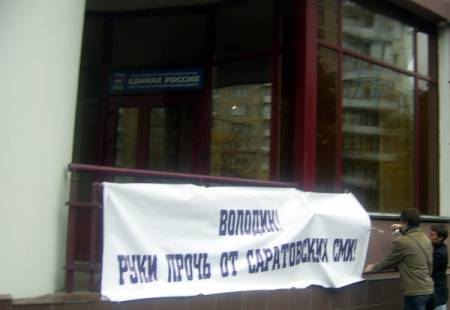 ЕДИНАЯ РОССИЯ
ВОЛОДИН!
РУКИ ПРОЧЬ ОТ САРАТОВСКИХ СМИ!